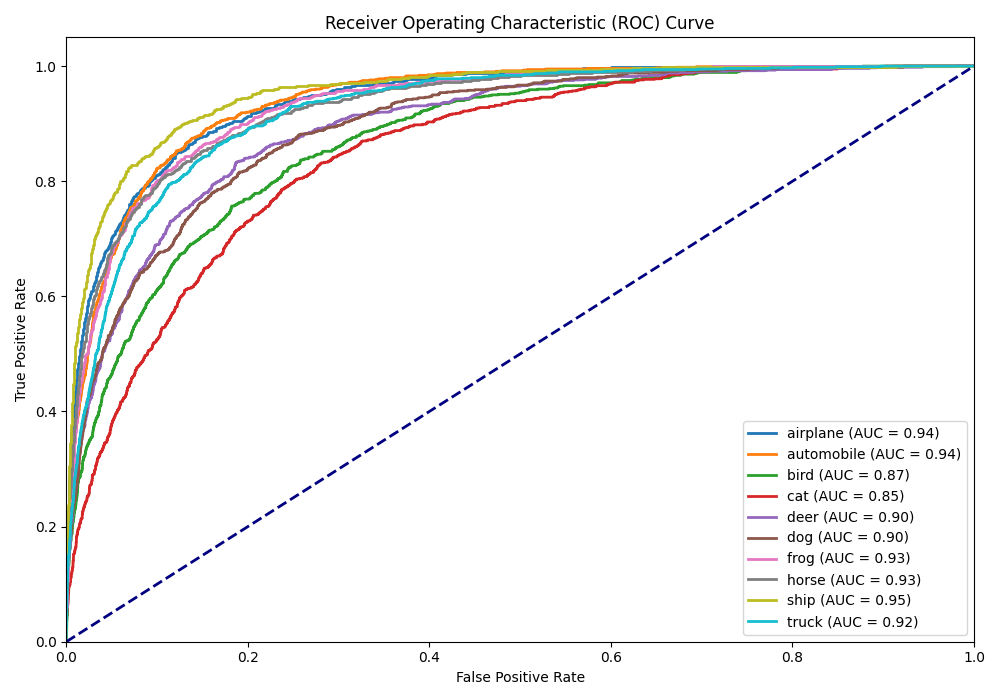 Receiver Operating Characteristic (ROC) Curve
True Positive Rate
1.0
0.8
0.6
0.4
0.2
0.0
airplane (AUC = 0.94)
automobile (AUC = 0.94)
bird (AUC = 0.87)
cat (AUC = 0.85)
deer (AUC = 0.90)
dog (AUC = 0.90)
frog (AUC = 0.93)
horse (AUC = 0.93)
ship (AUC = 0.95)
truck (AUC = 0.92)
0.0 0.2 0.4 0.6 0.8 1.0
False Positive Rate